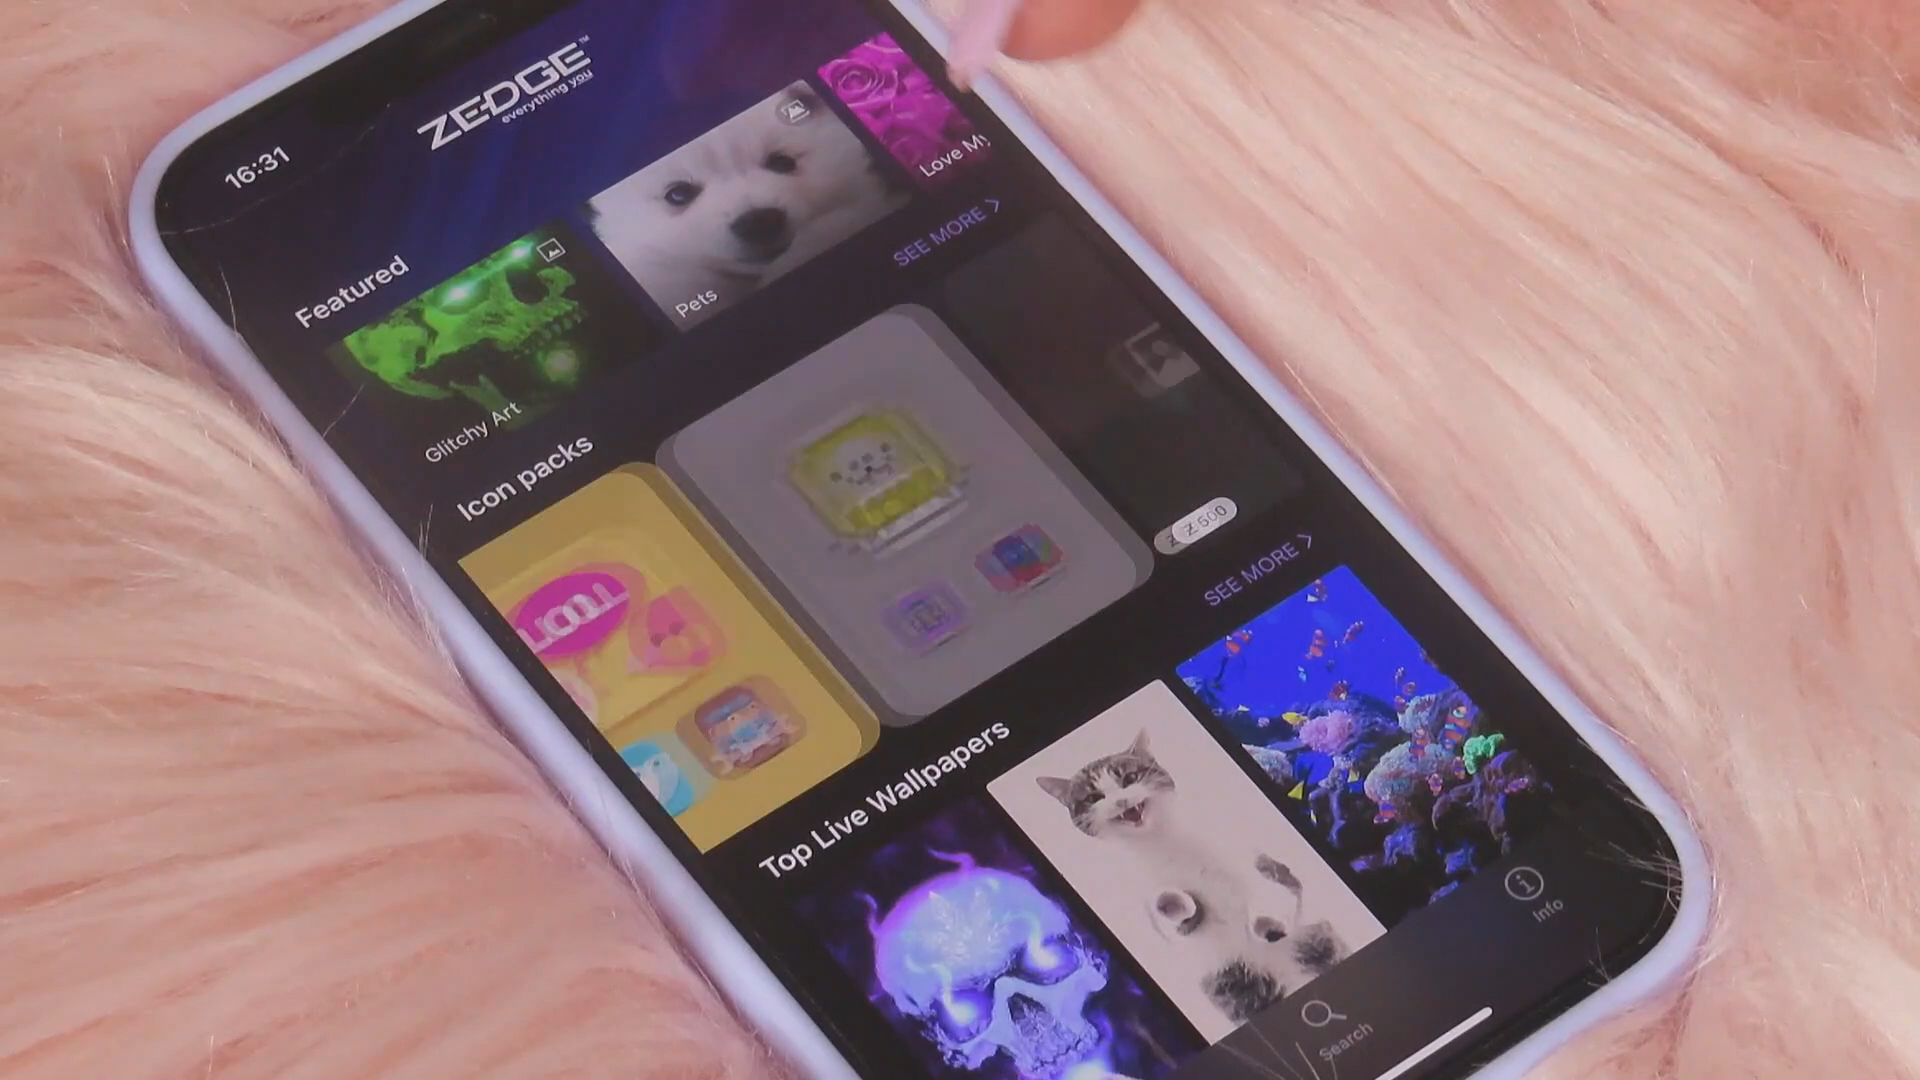 16:31
ZEDGE™
everything you
Featured
Glitchy Art
Pets
Love My
SEE MORE >
Icon packs
Z 500
SEE MORE >
Top Live Wallpapers
Search
Info